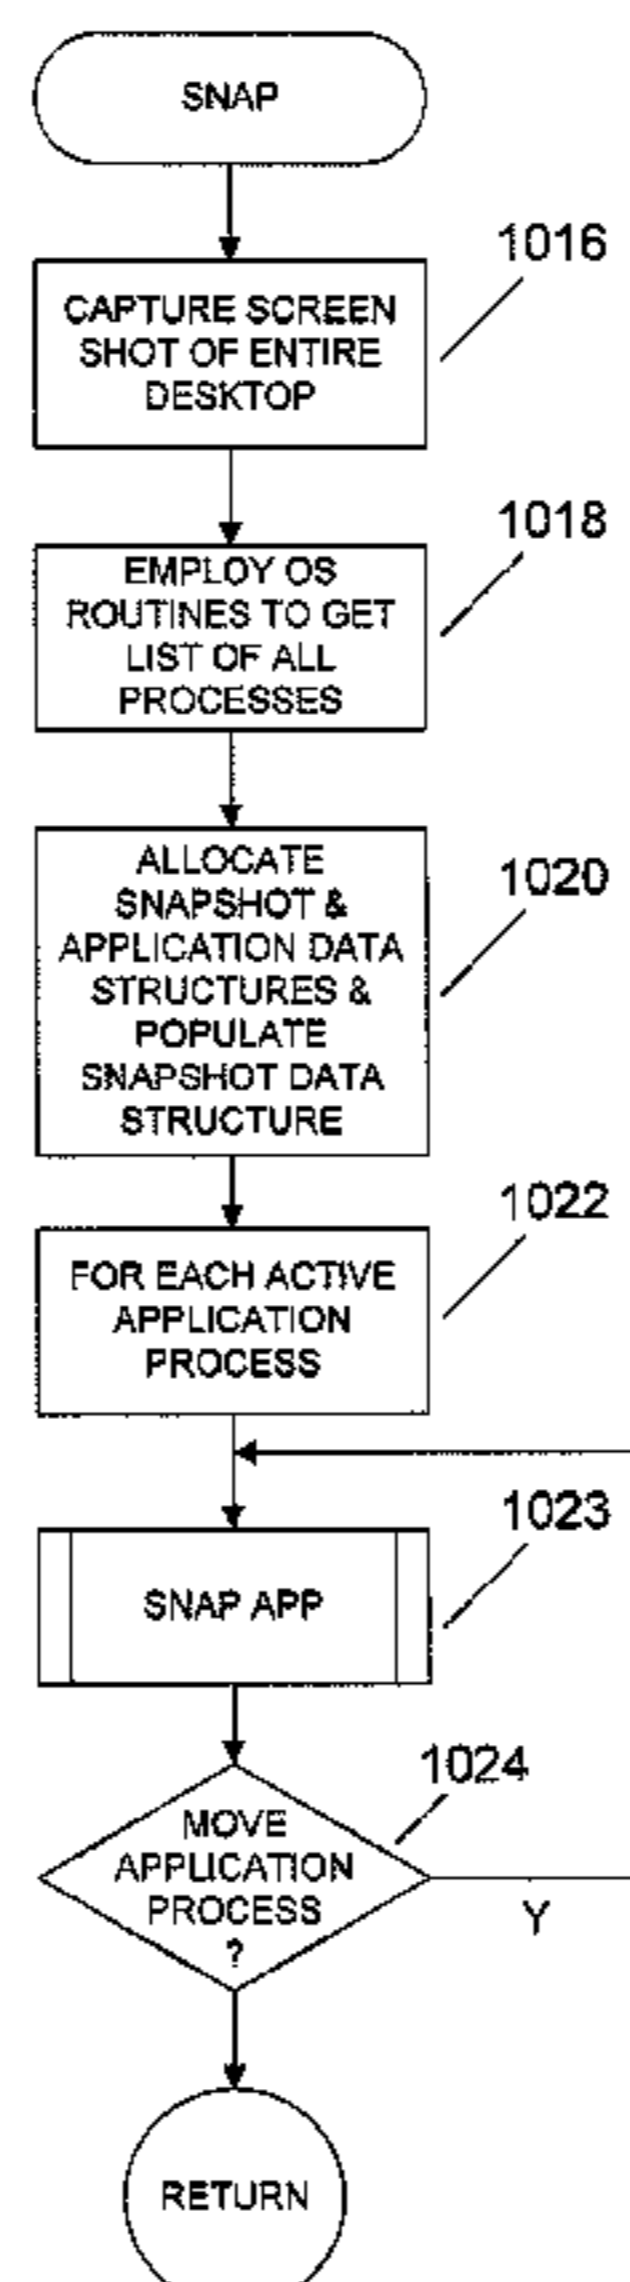 SNAP
1016
CAPTURE SCREEN
SHOT OF ENTIRE
DESKTOP
1018
EMPLOY OS
ROUTINES TO GET
LIST OF ALL
PROCESSES
1020
ALLOCATE
SNAPSHOT &
APPLICATION DATA
STRUCTURES &
POPULATE
SNAPSHOT DATA
STRUCTURE
1022
FOR EACH ACTIVE
APPLICATION
PROCESS
1023
SNAP APP
1024
MOVE
APPLICATION
PROCESS
?
Y
RETURN